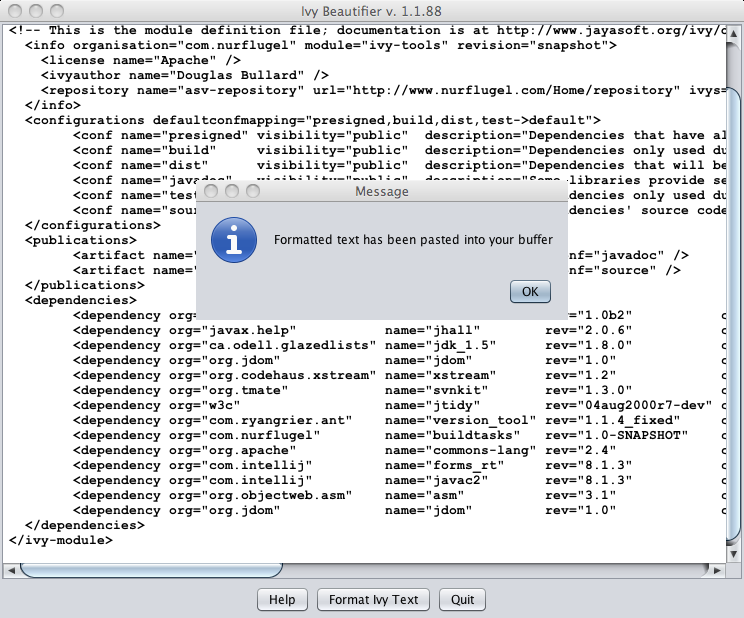 Ivy Beautifier v. 1.1.88
<!-- This is the module definition file; documentation is at http://www.jayasoft.org/ivy/
<info organisation="com.nurflugel" module="ivy-tools" revision="snapshot">
<license name="Apache" />
<ivyauthor name="Douglas Bullard" />
<repository name="asv-repository" url="http://www.nurflugel.com/Home/repository" ivys=
</info>
<configurations defaultconfmapping="presigned,build,dist,test->default">
<conf name="presigned" visibility="public" description="Dependencies that have al
<conf name="build" visibility="public" description="Dependencies only used du
<conf name="dist" visibility="public" description="Dependencies that will be
<conf name="javadoc" visibility="public" description="Some libraries provide se
<conf name="test ndencies only used du
<conf name="sour ndencies' source code
</configurations>
<publications>
<artifact name=" nf="javadoc" />
<artifact name=" nf="source" />
</publications>
<dependencies>
<dependency org= "1.0b2"
<dependency org="javax.help" name="jhall" rev="2.0.6"
<dependency org="ca.odell.glazedlists" name="jdk_1.5" rev="1.8.0"
<dependency org="org.jdom" name="jdom" rev="1.0"
<dependency org="org.codehaus.xstream" name="xstream" rev="1.2"
<dependency org="org.tmate" name="svnkit" rev="1.3.0"
<dependency org="w3c" name="jtidy" rev="04aug2000r7-dev"
<dependency org="com.ryangrier.ant" name="version_tool" rev="1.1.4_fixed"
<dependency org="com.nurflugel" name="buildtasks" rev="1.0-SNAPSHOT"
<dependency org="org.apache" name="commons-lang" rev="2.4"
<dependency org="com.intellij" name="forms_rt" rev="8.1.3"
<dependency org="com.intellij" name="javac2" rev="8.1.3"
<dependency org="org.objectweb.asm" name="asm" rev="3.1"
<dependency org="org.jdom" name="jdom" rev="1.0"
</dependencies>
</ivy-module>
Message
Formatted text has been pasted into your buffer
OK
Help Format Ivy Text Quit